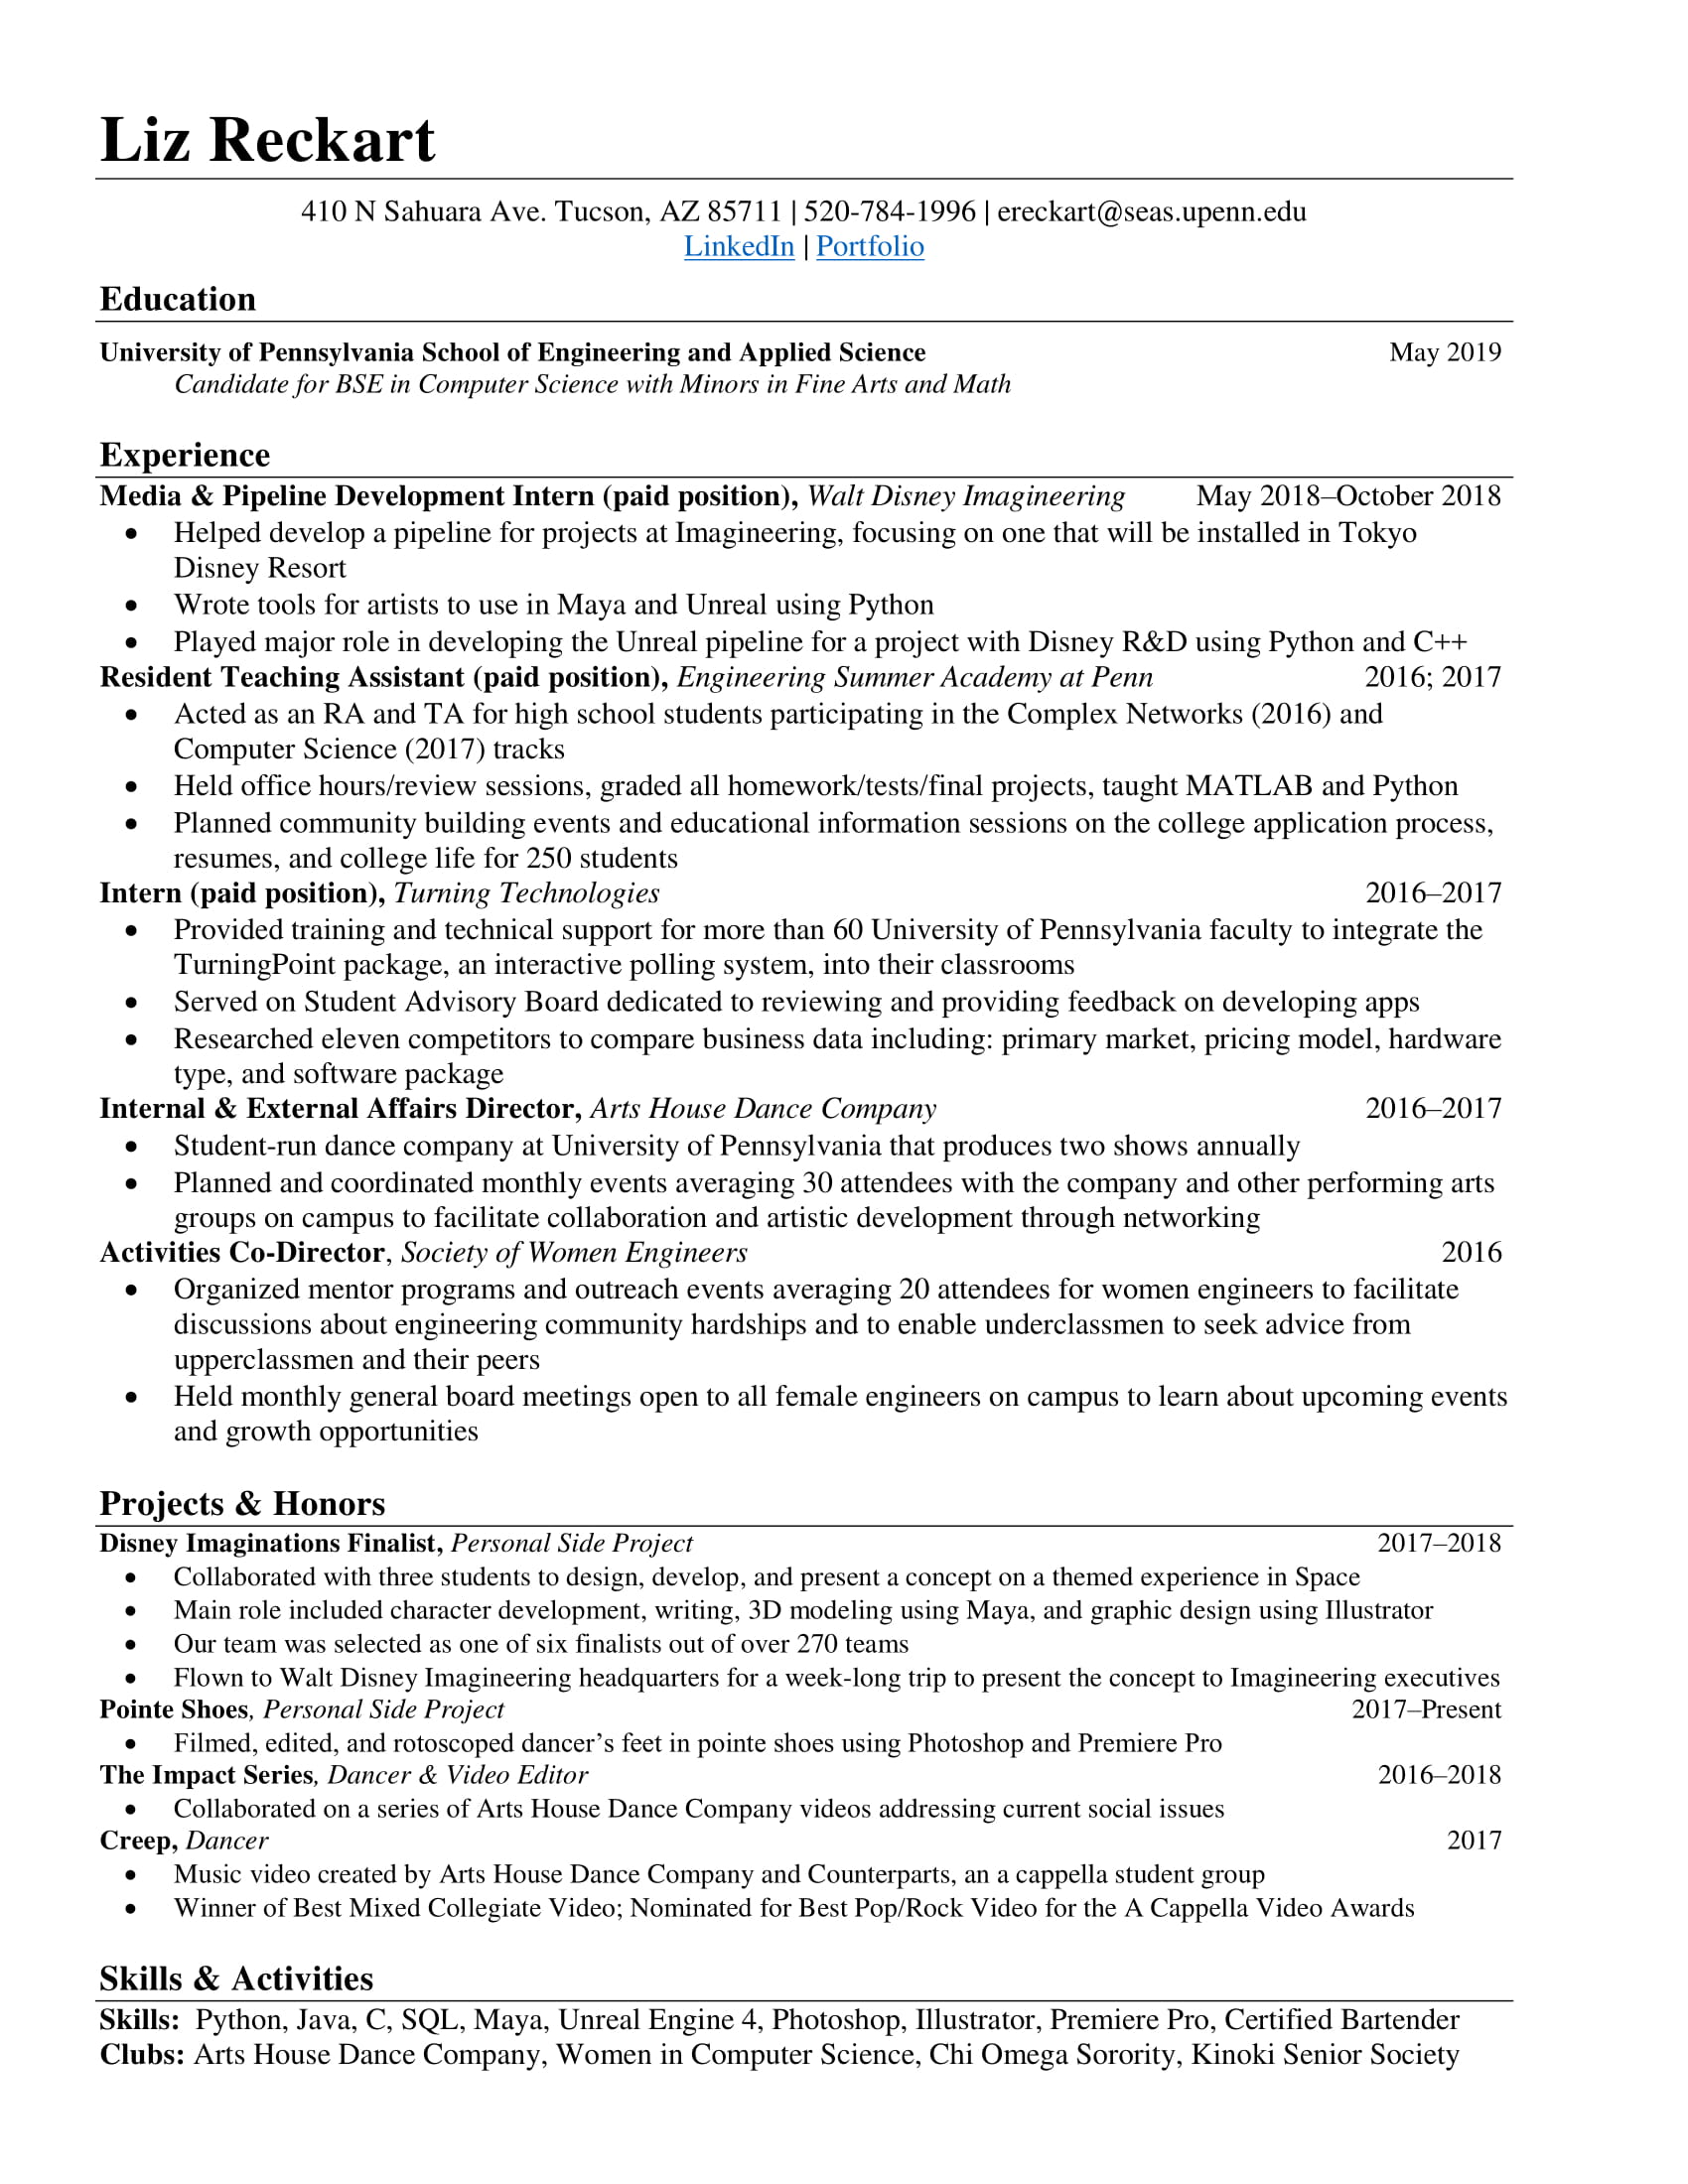 Liz Reckart
410 N Sahuara Ave. Tucson, AZ 85711 | 520-784-1996 | ereckart@seas.upenn.edu
LinkedIn | Portfolio
Education
University of Pennsylvania School of Engineering and Applied Science May 2019
Candidate for BSE in Computer Science with Minors in Fine Arts and Math
Experience
Media & Pipeline Development Intern (paid position), Walt Disney Imagineering May 2018–October 2018
• Helped develop a pipeline for projects at Imagineering, focusing on one that will be installed in Tokyo
Disney Resort
• Wrote tools for artists to use in Maya and Unreal using Python
• Played major role in developing the Unreal pipeline for a project with Disney R&D using Python and C++
Resident Teaching Assistant (paid position), Engineering Summer Academy at Penn 2016; 2017
• Acted as an RA and TA for high school students participating in the Complex Networks (2016) and
Computer Science (2017) tracks
• Held office hours/review sessions, graded all homework/tests/final projects, taught MATLAB and Python
• Planned community building events and educational information sessions on the college application process,
resumes, and college life for 250 students
Intern (paid position), Turning Technologies 2016–2017
• Provided training and technical support for more than 60 University of Pennsylvania faculty to integrate the
TurningPoint package, an interactive polling system, into their classrooms
• Served on Student Advisory Board dedicated to reviewing and providing feedback on developing apps
• Researched eleven competitors to compare business data including: primary market, pricing model, hardware
type, and software package
Internal & External Affairs Director, Arts House Dance Company 2016–2017
• Student-run dance company at University of Pennsylvania that produces two shows annually
• Planned and coordinated monthly events averaging 30 attendees with the company and other performing arts
groups on campus to facilitate collaboration and artistic development through networking
Activities Co-Director, Society of Women Engineers 2016
• Organized mentor programs and outreach events averaging 20 attendees for women engineers to facilitate
discussions about engineering community hardships and to enable underclassmen to seek advice from
upperclassmen and their peers
• Held monthly general board meetings open to all female engineers on campus to learn about upcoming events
and growth opportunities
Projects & Honors
Disney Imaginations Finalist, Personal Side Project 2017–2018
• Collaborated with three students to design, develop, and present a concept on a themed experience in Space
• Main role included character development, writing, 3D modeling using Maya, and graphic design using Illustrator
• Our team was selected as one of six finalists out of over 270 teams
• Flown to Walt Disney Imagineering headquarters for a week-long trip to present the concept to Imagineering executives
Pointe Shoes, Personal Side Project 2017–Present
• Filmed, edited, and rotoscoped dancer’s feet in pointe shoes using Photoshop and Premiere Pro
The Impact Series, Dancer & Video Editor 2016–2018
• Collaborated on a series of Arts House Dance Company videos addressing current social issues
Creep, Dancer 2017
• Music video created by Arts House Dance Company and Counterparts, an a cappella student group
• Winner of Best Mixed Collegiate Video; Nominated for Best Pop/Rock Video for the A Cappella Video Awards
Skills & Activities
Skills: Python, Java, C, SQL, Maya, Unreal Engine 4, Photoshop, Illustrator, Premiere Pro, Certified Bartender
Clubs: Arts House Dance Company, Women in Computer Science, Chi Omega Sorority, Kinoki Senior Society